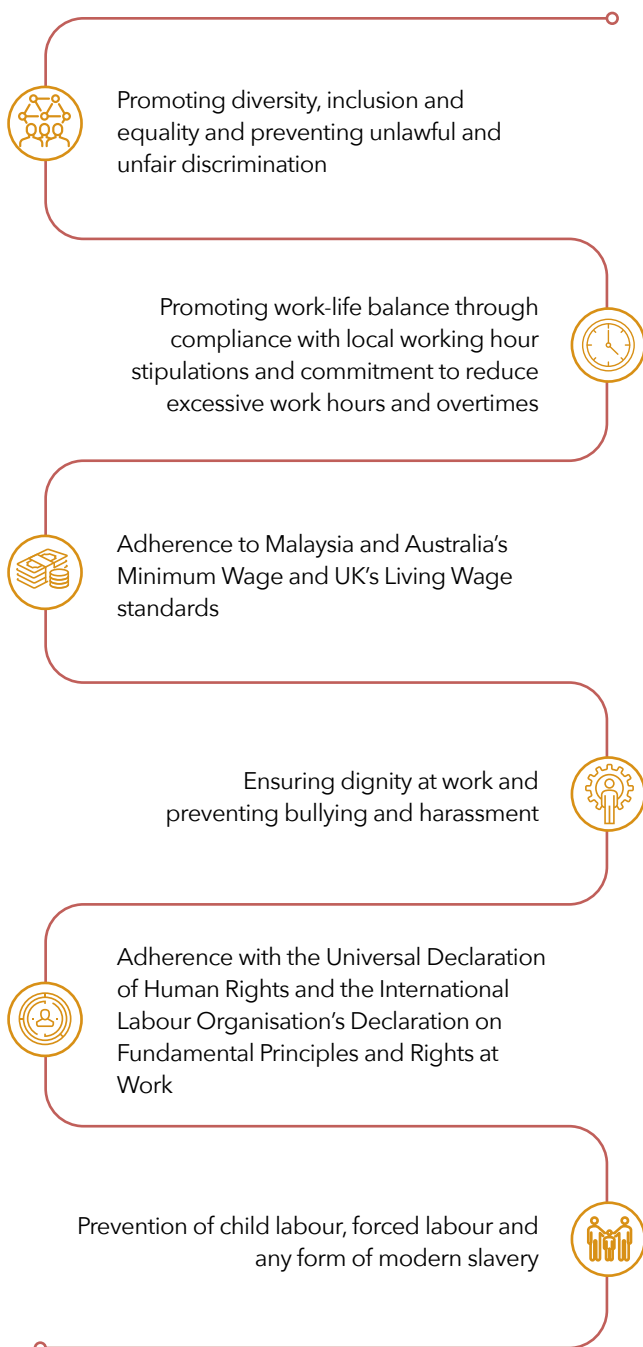 Promoting diversity, inclusion and
equality and preventing unlawful and
unfair discrimination
Promoting work-life balance through
compliance with local working hour
stipulations and commitment to reduce
excessive work hours and overtimes
Adherence to Malaysia and Australia’s
Minimum Wage and UK’s Living Wage
standards
Ensuring dignity at work and
preventing bullying and harassment
Adherence with the Universal Declaration
of Human Rights and the International
Labour Organisation’s Declaration on
Fundamental Principles and Rights at
Work
Prevention of child labour, forced labour and
any form of modern slavery